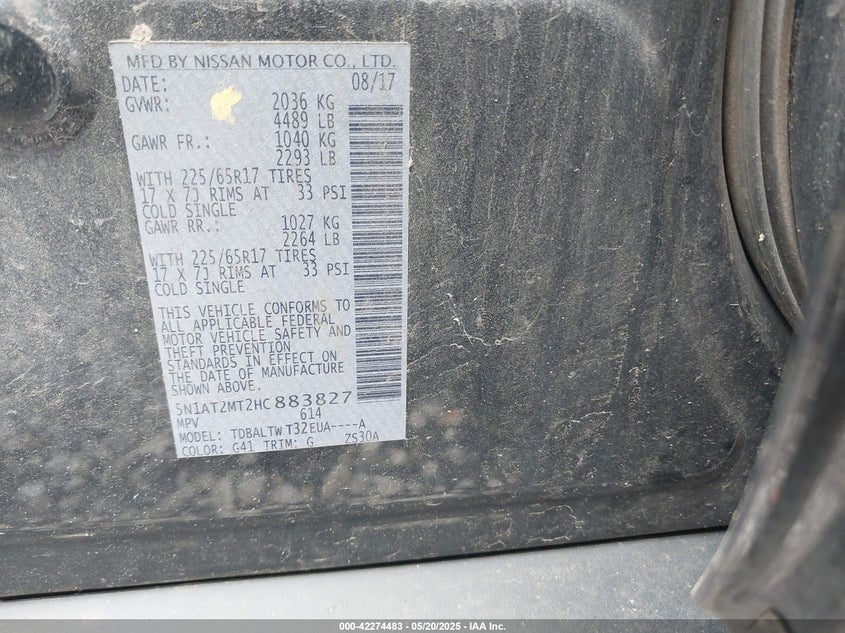 MFD BY NISSAN MOTOR CO., LTD.
DATE: 08/17
GVWR: 2036 KG
4489 LB
GAWR FR.: 1040 KG
2293 LB
WITH 225/65R17 TIRES
17 X 7J RIMS AT 33 PSI
COLD SINGLE
GAWR RR.: 1027 KG
2264 LB
WITH 225/65R17 TIRES
17 X 7J RIMS AT 33 PSI
COLD SINGLE
THIS VEHICLE CONFORMS TO
ALL APPLICABLE FEDERAL
MOTOR VEHICLE SAFETY AND
THEFT PREVENTION
STANDARDS IN EFFECT ON
THE DATE OF MANUFACTURE
SHOWN ABOVE.
5N1AT2MT2HC883827
MPV 614
MODEL: TDBALTW T32EUA----A
COLOR: G41 TRIM: G ZS30A
000-42274483 - 05/20/2025 - IAA Inc.